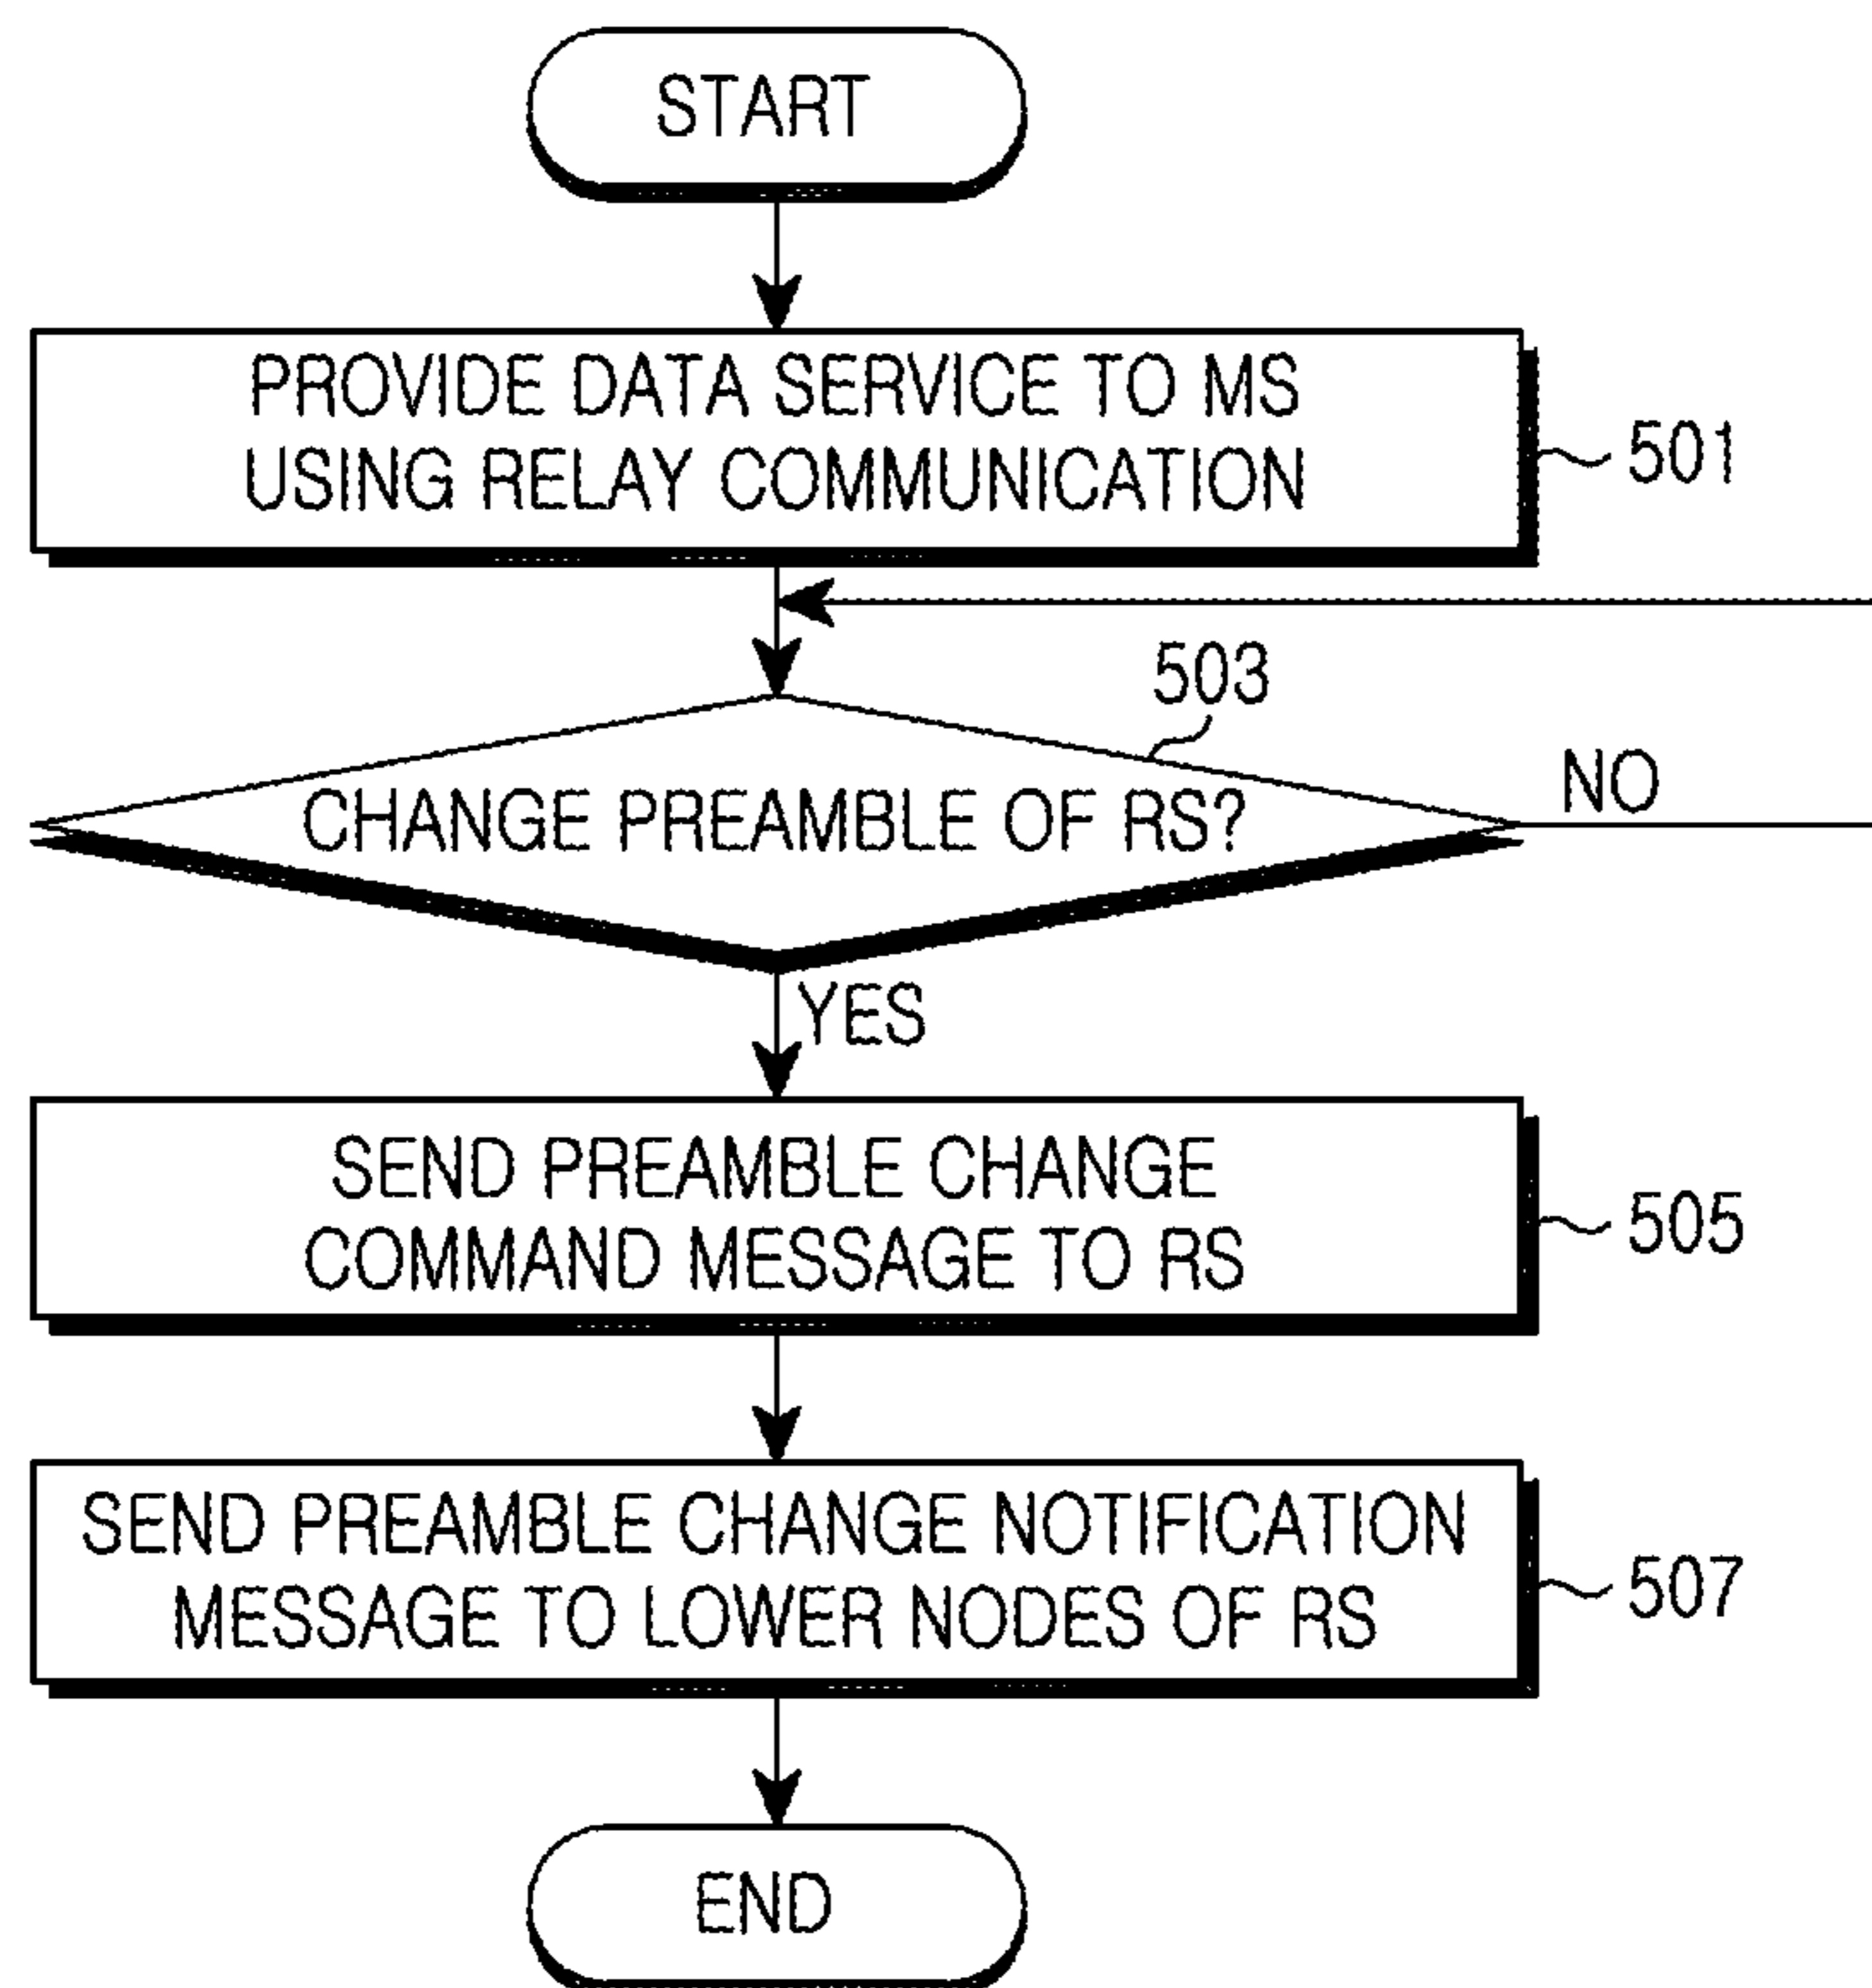 START
PROVIDE DATA SERVICE TO MS
USING RELAY COMMUNICATION
501
503
CHANGE PREAMBLE OF RS?
NO
YES
SEND PREAMBLE CHANGE
COMMAND MESSAGE TO RS
505
SEND PREAMBLE CHANGE NOTIFICATION
MESSAGE TO LOWER NODES OF RS
507
END